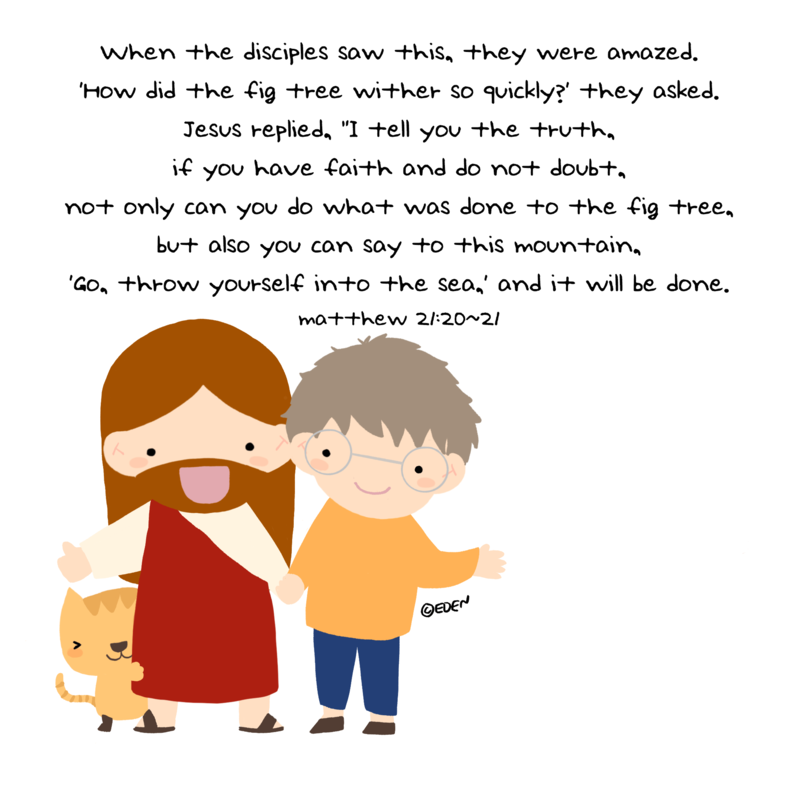 When the disciples saw this, they were amazed.
'How did the fig tree wither so quickly?' they asked.
Jesus replied, "I tell you the truth,
if you have faith and do not doubt,
not only can you do what was done to the fig tree,
but also you can say to this mountain,
'Go, throw yourself into the sea,' and it will be done.
matthew 21:20~21
©EDEN